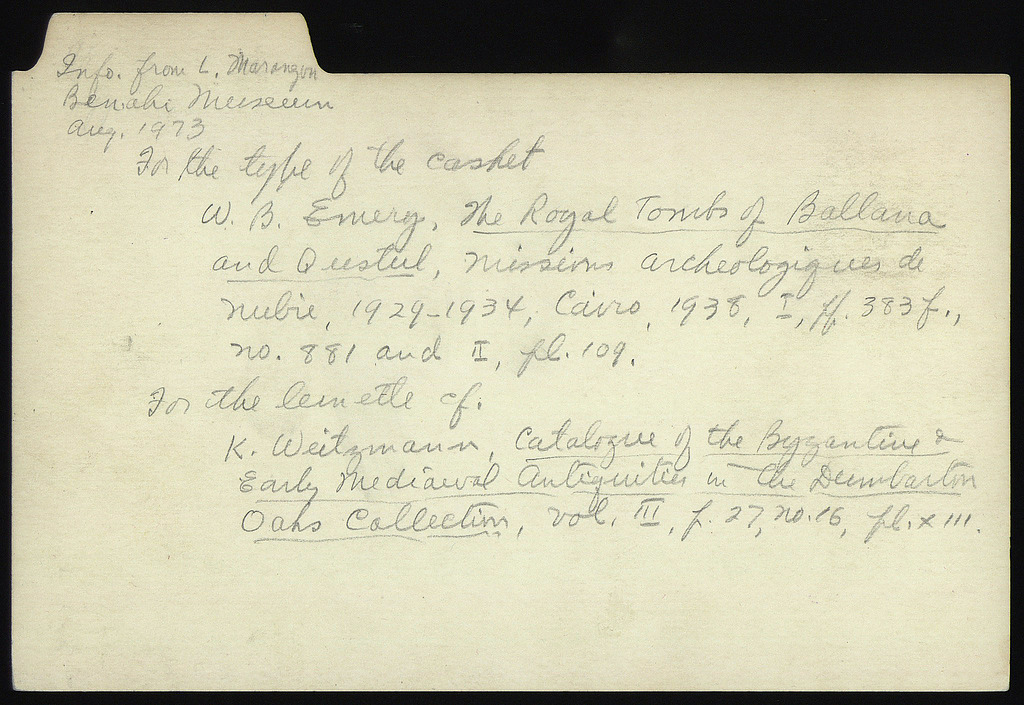 Info. from L. Marangou
Benaki Museum
Aug. 1973
For the type of the casket
W. B. Emery, The Royal Tombs of Ballana
and Qustul, Missions archeologiques de
Nubie, 1929-1934, Cairo, 1938, I, pp. 383 f.,
no. 881 and II, pl. 109.
For the lunette cf.
K. Weitzmann, Catalogue of the Byzantine &
Early Mediaeval Antiquities in the Dumbarton
Oaks Collection, vol. III, p. 27, no. 16, pl. XIII.